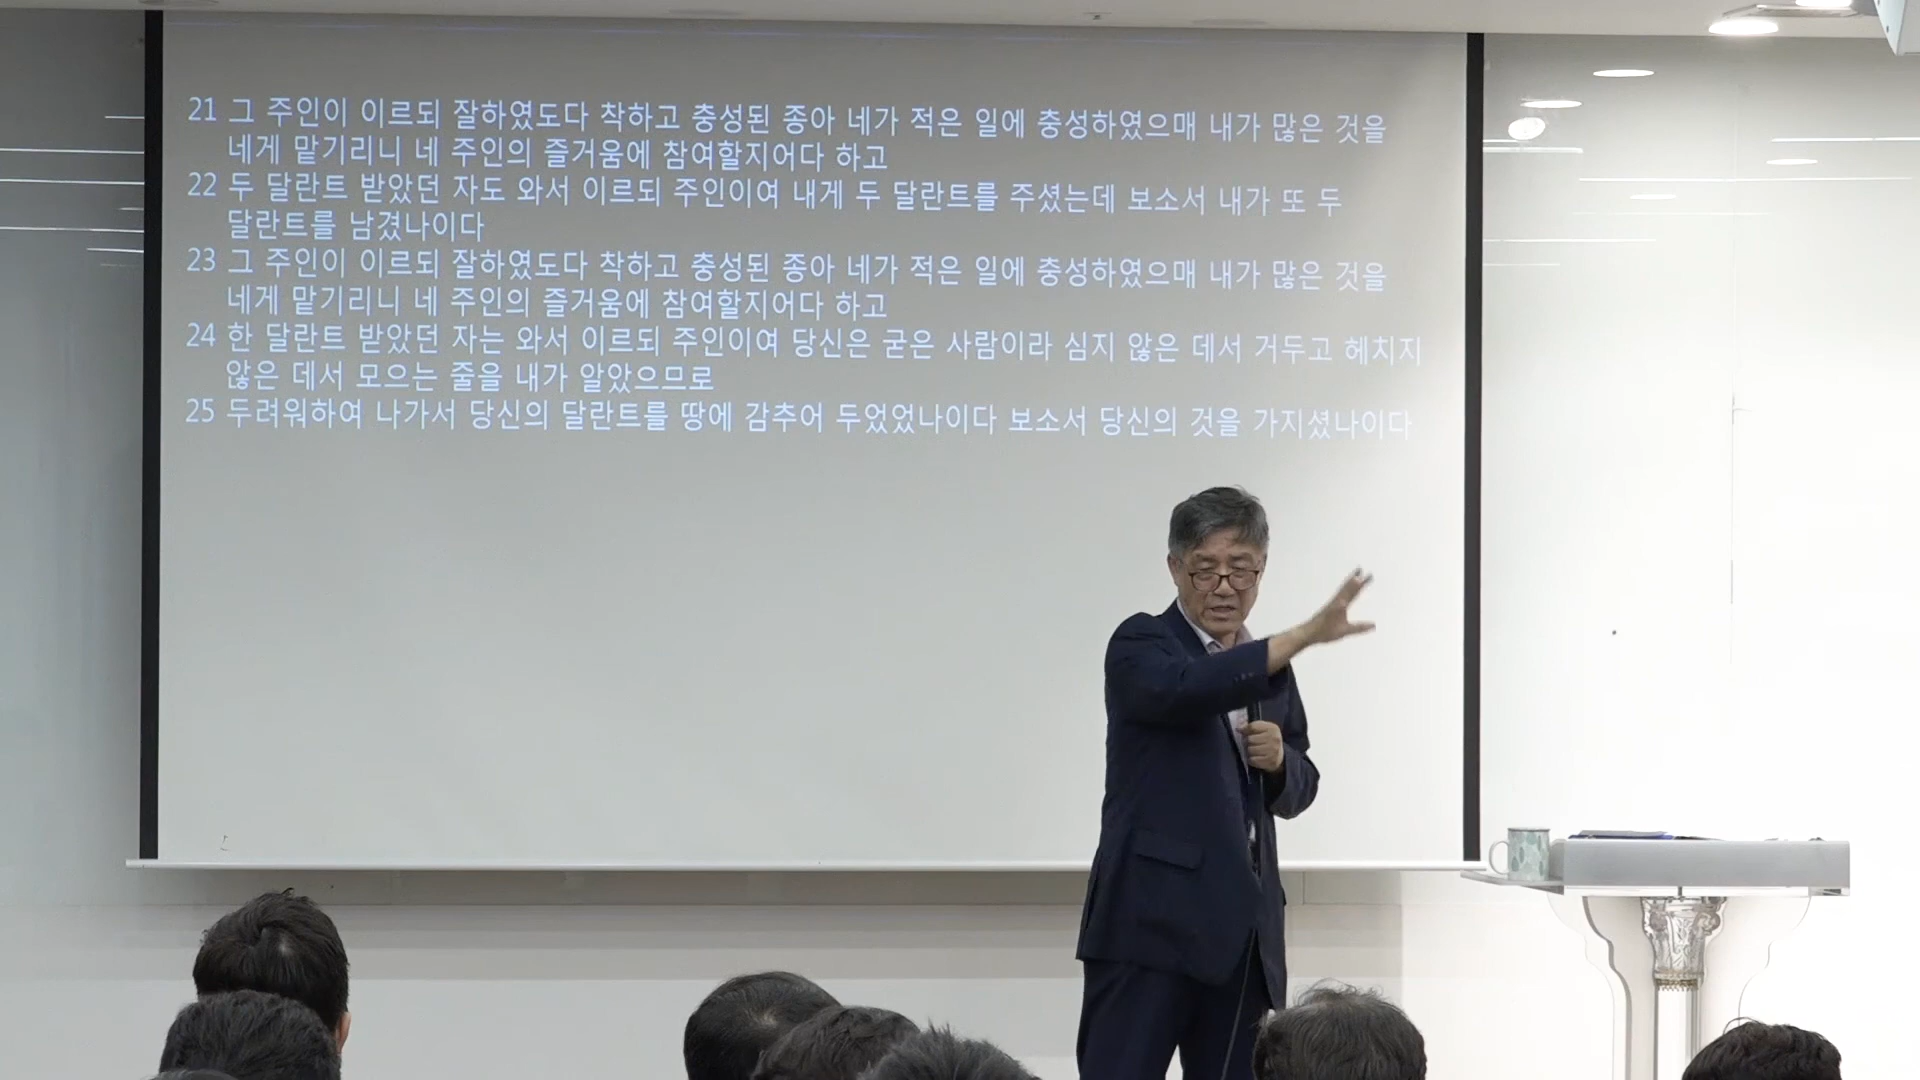 21 그 주인이 이르되 잘하였도다 착하고 충성된 종아 네가 적은 일에 충성하였으매 내가 많은 것을
네게 맡기리니 네 주인의 즐거움에 참여할지어다 하고
22 두 달란트 받았던 자도 와서 이르되 주인이여 내게 두 달란트를 주셨는데 보소서 내가 또 두
달란트를 남겼나이다
23 그 주인이 이르되 잘하였도다 착하고 충성된 종아 네가 적은 일에 충성하였으매 내가 많은 것을
네게 맡기리니 네 주인의 즐거움에 참여할지어다 하고
24 한 달란트 받았던 자는 와서 이르되 주인이여 당신은 굳은 사람이라 심지 않은 데서 거두고 헤치지
않은 데서 모으는 줄을 내가 알았으므로
25 두려워하여 나가서 당신의 달란트를 땅에 감추어 두었었나이다 보소서 당신의 것을 가지셨나이다